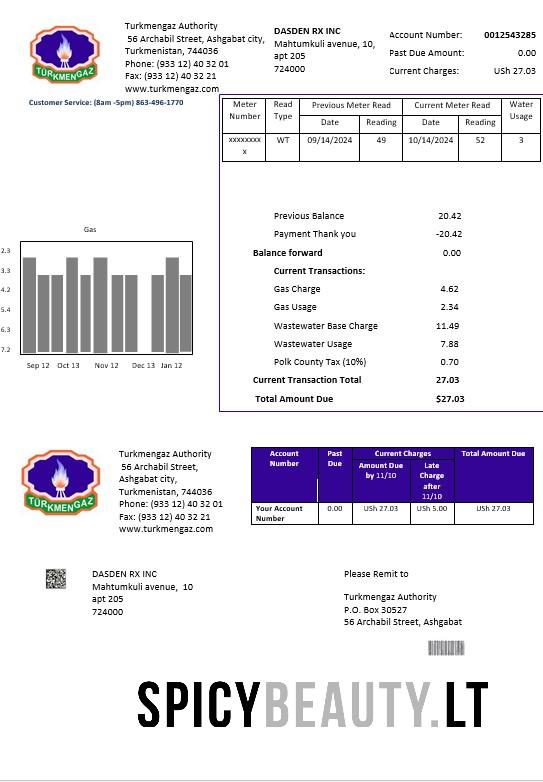 TÜRKMENGAZ
Turkmengaz Authority
56 Archabil Street, Ashgabat city,
Turkmenistan, 744036
Phone: (933 12) 40 32 01
Fax: (933 12) 40 32 21
www.turkmengaz.com
DASDEN RX INC
Mahtumkuli avenue, 10,
apt 205
724000
Account Number: 0012543285
Past Due Amount: 0.00
Current Charges: USh 27.03
Customer Service: (8am -5pm) 863-496-1770
Meter Number Read Type Previous Meter Read Current Meter Read Water Usage
Date Reading Date Reading
xxxxxxxx
x WT 09/14/2024 49 10/14/2024 52 3
Previous Balance 20.42
Payment Thank you -20.42
Balance forward 0.00
Current Transactions:
Gas Charge 4.62
Gas Usage 2.34
Wastewater Base Charge 11.49
Wastewater Usage 7.88
Polk County Tax (10%) 0.70
Current Transaction Total 27.03
Total Amount Due $27.03
Gas
2.3
3.3
4.2
5.4
6.3
7.2
Sep 12 Oct 13 Nov 12 Dec 13 Jan 12
TÜRKMENGAZ
Turkmengaz Authority
56 Archabil Street,
Ashgabat city,
Turkmenistan, 744036
Phone: (933 12) 40 32 01
Fax: (933 12) 40 32 21
www.turkmengaz.com
Account Number Past Due Current Charges Total Amount Due
Amount Due by 11/10 Late Charge after 11/10
Your Account Number 0.00 USh 27.03 USh 5.00 USh 27.03
DASDEN RX INC
Mahtumkuli avenue, 10
apt 205
724000
Please Remit to
Turkmengaz Authority
P.O. Box 30527
56 Archabil Street, Ashgabat
SPICYBEAUTY.LT